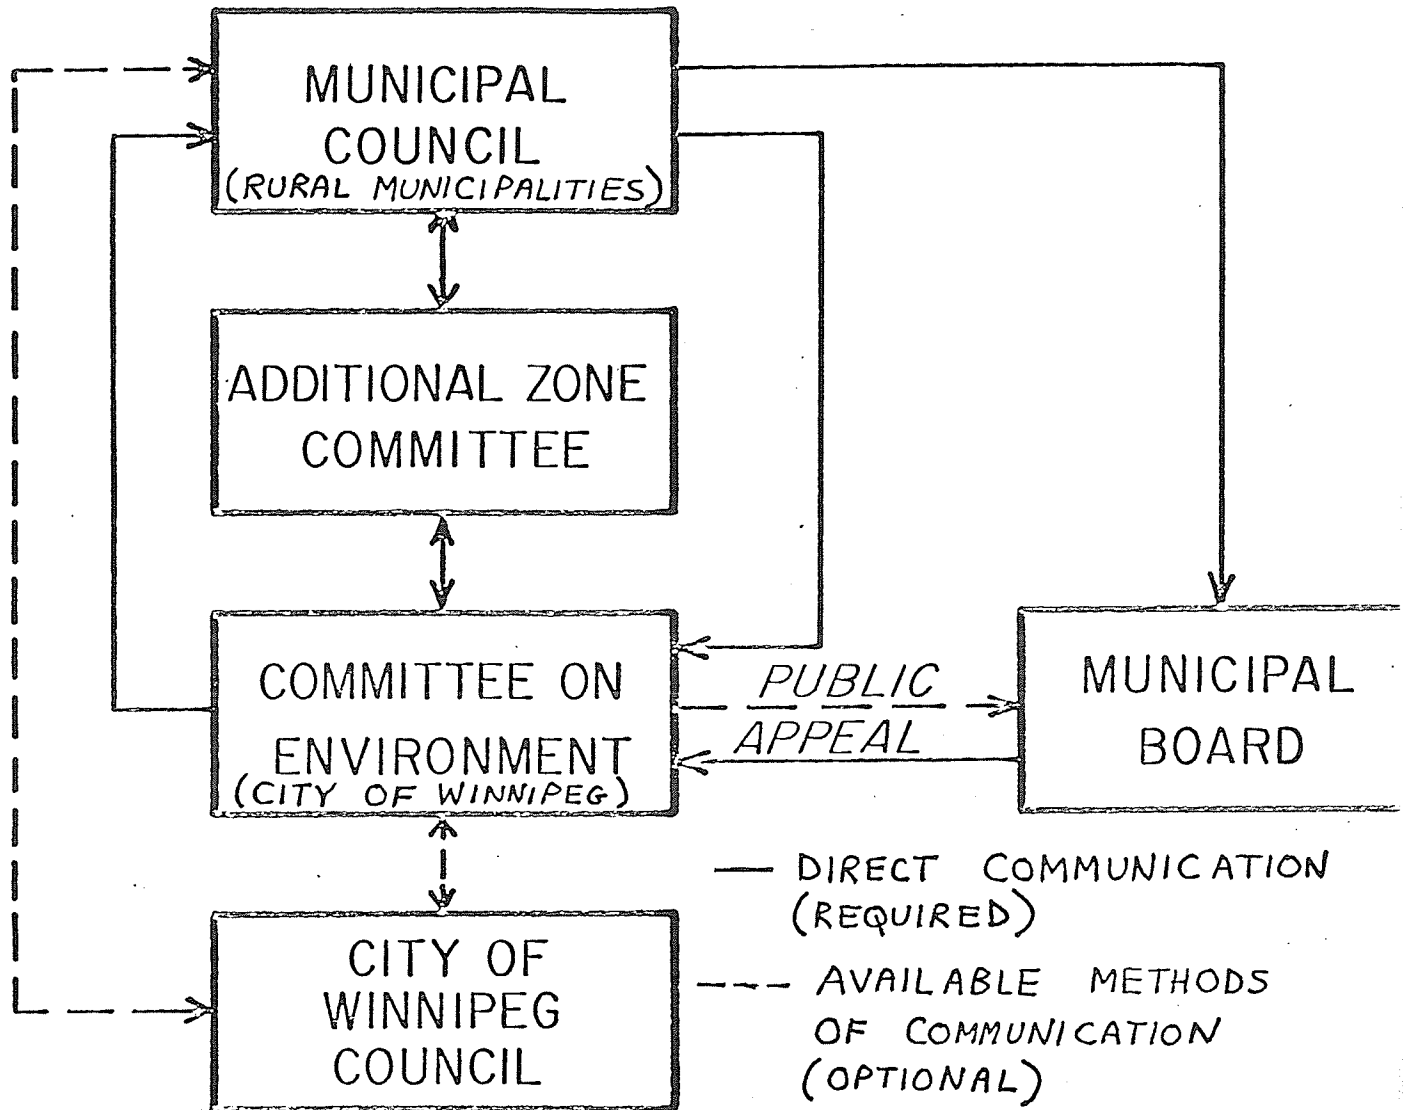 MUNICIPAL
COUNCIL
(RURAL MUNICIPALITIES)
ADDITIONAL ZONE
COMMITTEE
COMMITTEE ON
ENVIRONMENT
(CITY OF WINNIPEG)
PUBLIC
APPEAL
MUNICIPAL
BOARD
CITY OF
WINNIPEG
COUNCIL
DIRECT COMMUNICATION
(REQUIRED)
AVAILABLE METHODS
OF COMMUNICATION
(OPTIONAL)